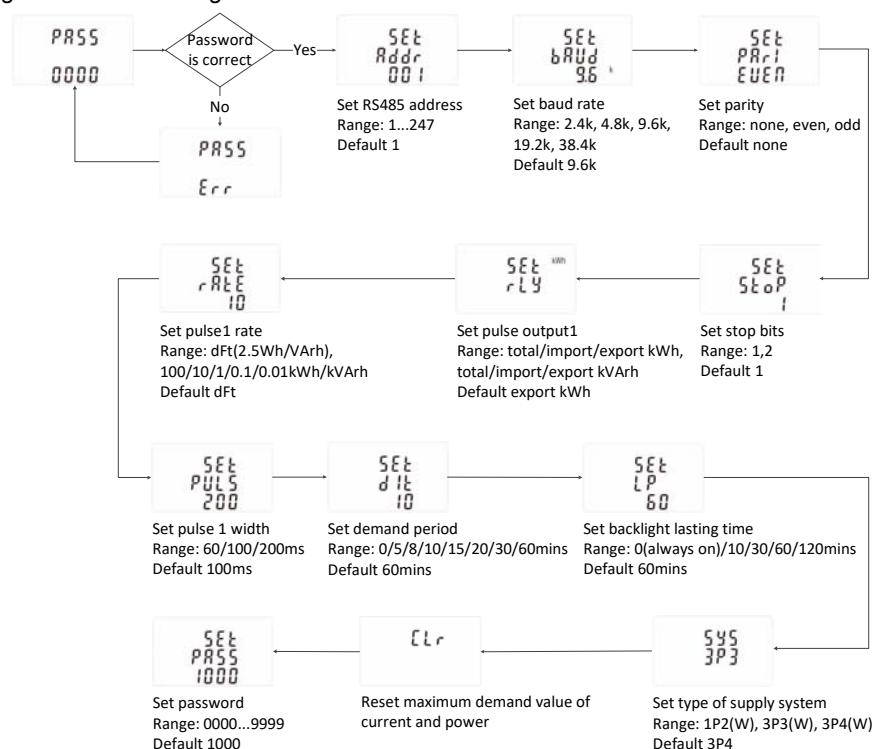 PASS
0000
Password
is correct
Yes
No
PASS
Err
SEt
Addr
001
Set RS485 address
Range: 1...247
Default 1
SEt
bAUd
9.6 k
Set baud rate
Range: 2.4k, 4.8k, 9.6k,
19.2k, 38.4k
Default 9.6k
SEt
PArI
EVEN
Set parity
Range: none, even, odd
Default none
SEt
rAtE
10
Set pulse1 rate
Range: dFt(2.5Wh/VArh),
100/10/1/0.1/0.01kWh/kVArh
Default dFt
SEt kWh
rLY
Set pulse output1
Range: total/import/export kWh,
total/import/export kVArh
Default export kWh
SEt
StoP
1
Set stop bits
Range: 1,2
Default 1
SEt
PULS
200
Set pulse 1 width
Range: 60/100/200ms
Default 100ms
SEt
dIt
10
Set demand period
Range: 0/5/8/10/15/20/30/60mins
Default 60mins
SEt
LP
60
Set backlight lasting time
Range: 0(always on)/10/30/60/120mins
Default 60mins
SEt
PASS
1000
Set password
Range: 0000...9999
Default 1000
CLr
Reset maximum demand value of
current and power
SYS
3P3
Set type of supply system
Range: 1P2(W), 3P3(W), 3P4(W)
Default 3P4